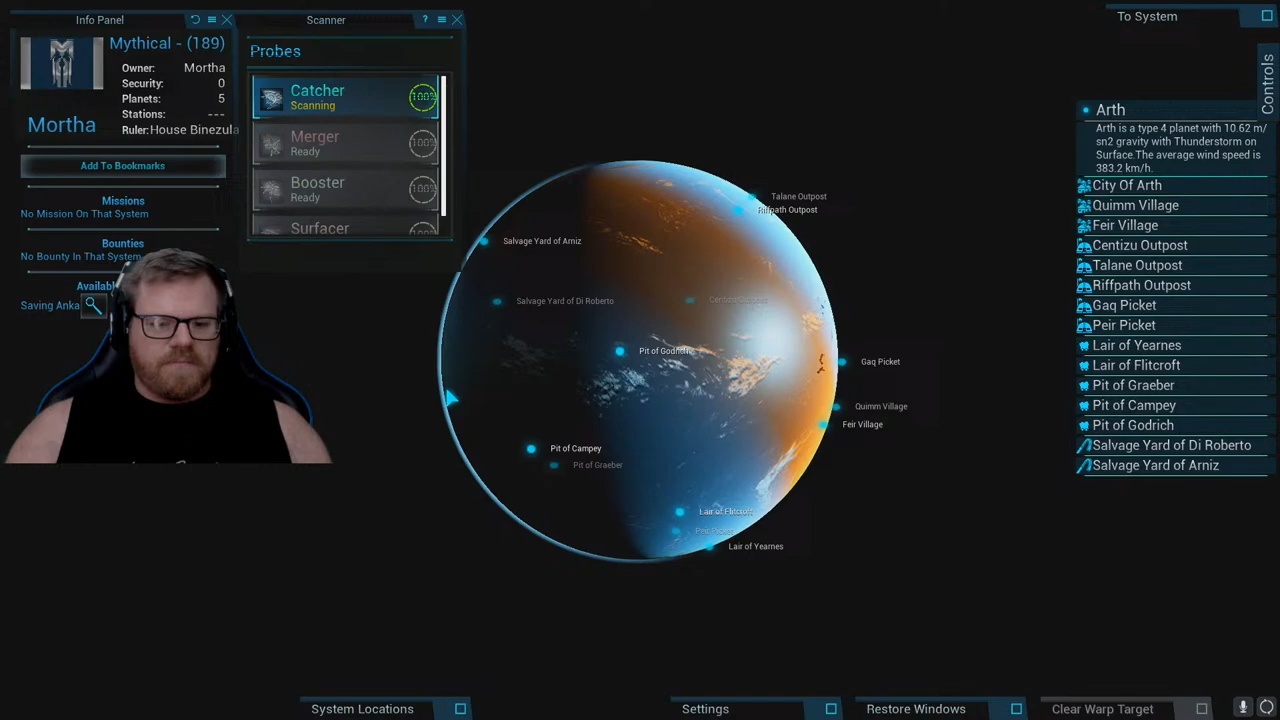 Info Panel
Mythical - (189)
Owner: Mortha
Security: 0
Planets: 5
Stations: ---
Ruler: House Binezula
Mortha
Add To Bookmarks
Missions
No Mission On That System
Bounties
No Bounty In That System
Saving Anka
Scanner
?
Probes
Catcher
Scanning
100%
Merger
Ready
100%
Booster
Ready
100%
Surfacer
Talane Outpost
Riffpath Outpost
Salvage Yard of Arniz
Salvage Yard of Di Roberto
Centizu Outpost
Pit of Godrich
Gaq Picket
Quimm Village
Feir Village
Pit of Campey
Pit of Graeber
Lair of Flitcroft
Peir Picket
Lair of Yearnes
To System
Controls
Arth
Arth is a type 4 planet with 10.62 m/
sn2 gravity with Thunderstorm on
Surface.The average wind speed is
383.2 km/h.
City Of Arth
Quimm Village
Feir Village
Centizu Outpost
Talane Outpost
Riffpath Outpost
Gaq Picket
Peir Picket
Lair of Yearnes
Lair of Flitcroft
Pit of Graeber
Pit of Campey
Pit of Godrich
Salvage Yard of Di Roberto
Salvage Yard of Arniz
System Locations
Settings
Restore Windows
Clear Warp Target